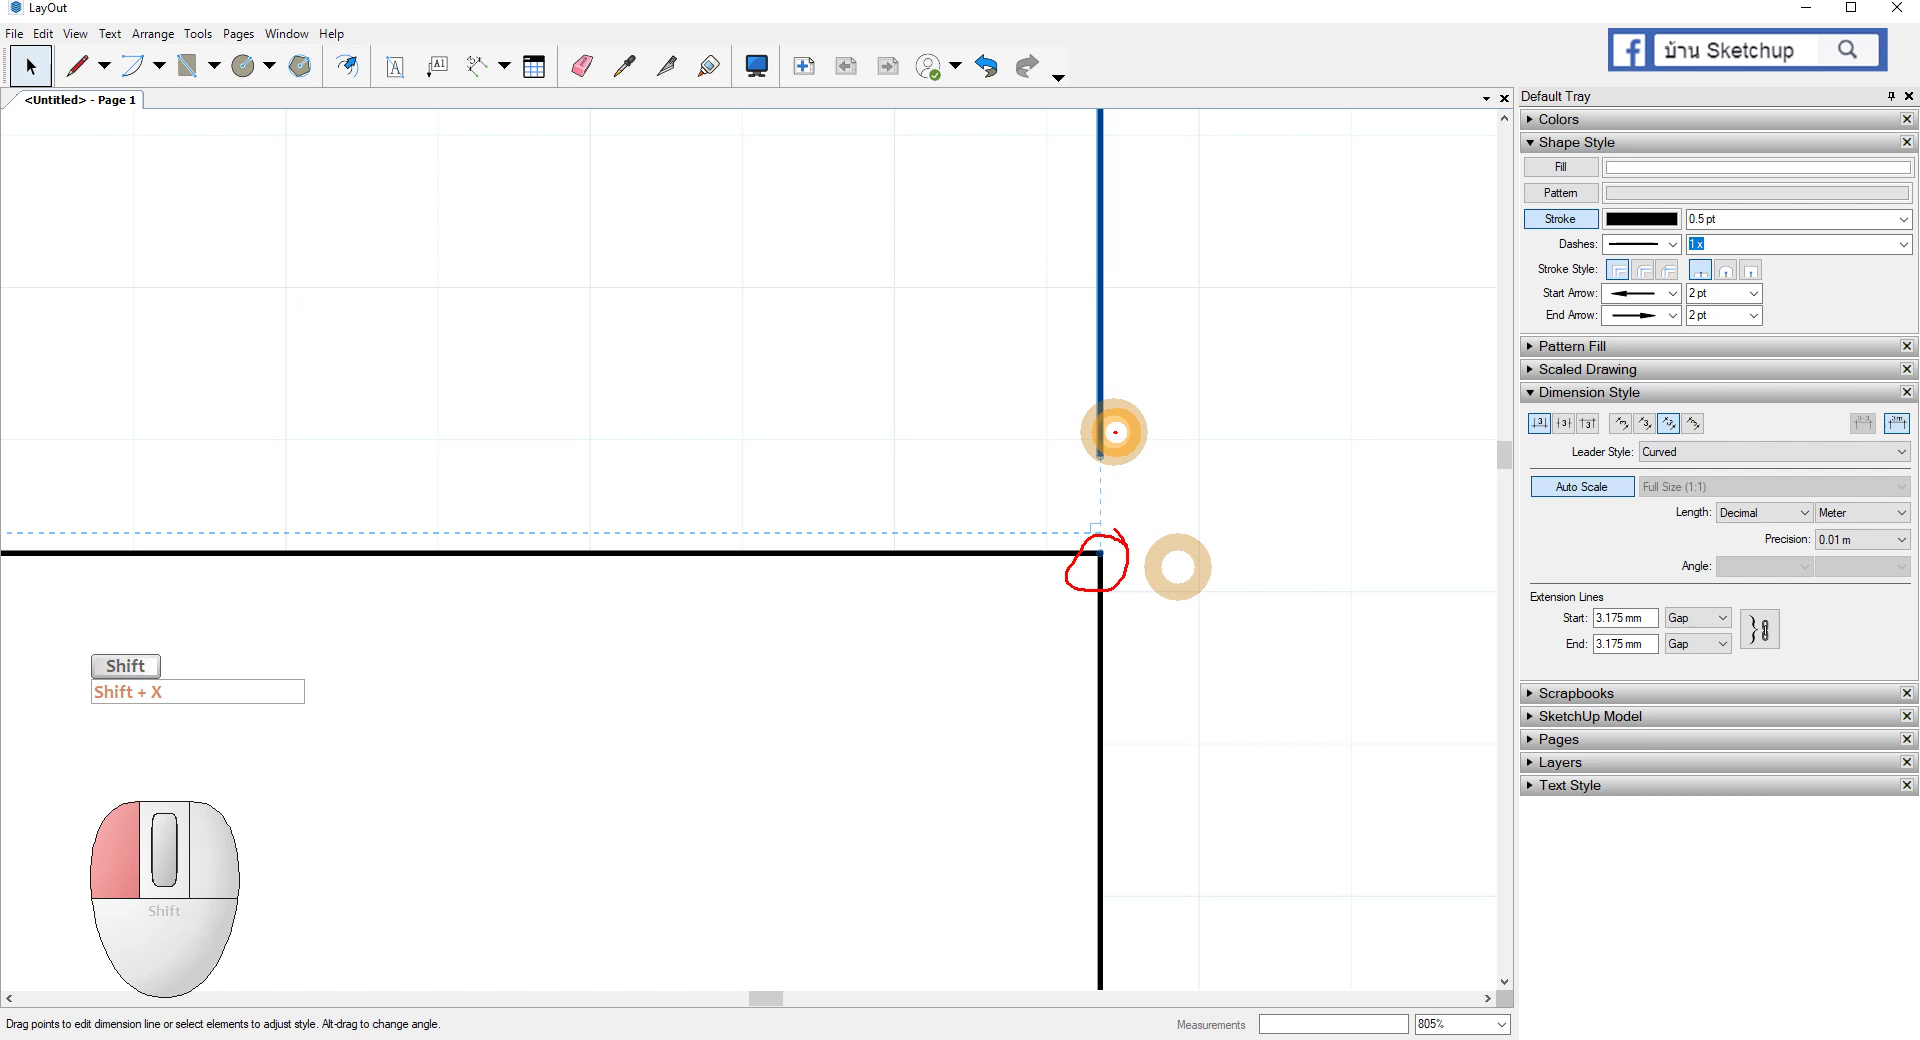 LayOut
File Edit View Text Arrange Tools Pages Window Help
A A1
บ้าน Sketchup
<Untitled> - Page 1
Default Tray
Colors
Shape Style
Fill
Pattern
Stroke 0.5 pt
Dashes: 1 x
Stroke Style:
Start Arrow: 2 pt
End Arrow: 2 pt
Pattern Fill
Scaled Drawing
Dimension Style
Leader Style: Curved
Auto Scale Full Size (1:1)
Length: Decimal Meter
Precision: 0.01 m
Angle:
Extension Lines
Start: 3.175 mm Gap
End: 3.175 mm Gap
Scrapbooks
SketchUp Model
Pages
Layers
Text Style
Shift
Shift + X
Shift
Drag points to edit dimension line or select elements to adjust style. Alt-drag to change angle.
Measurements 805%